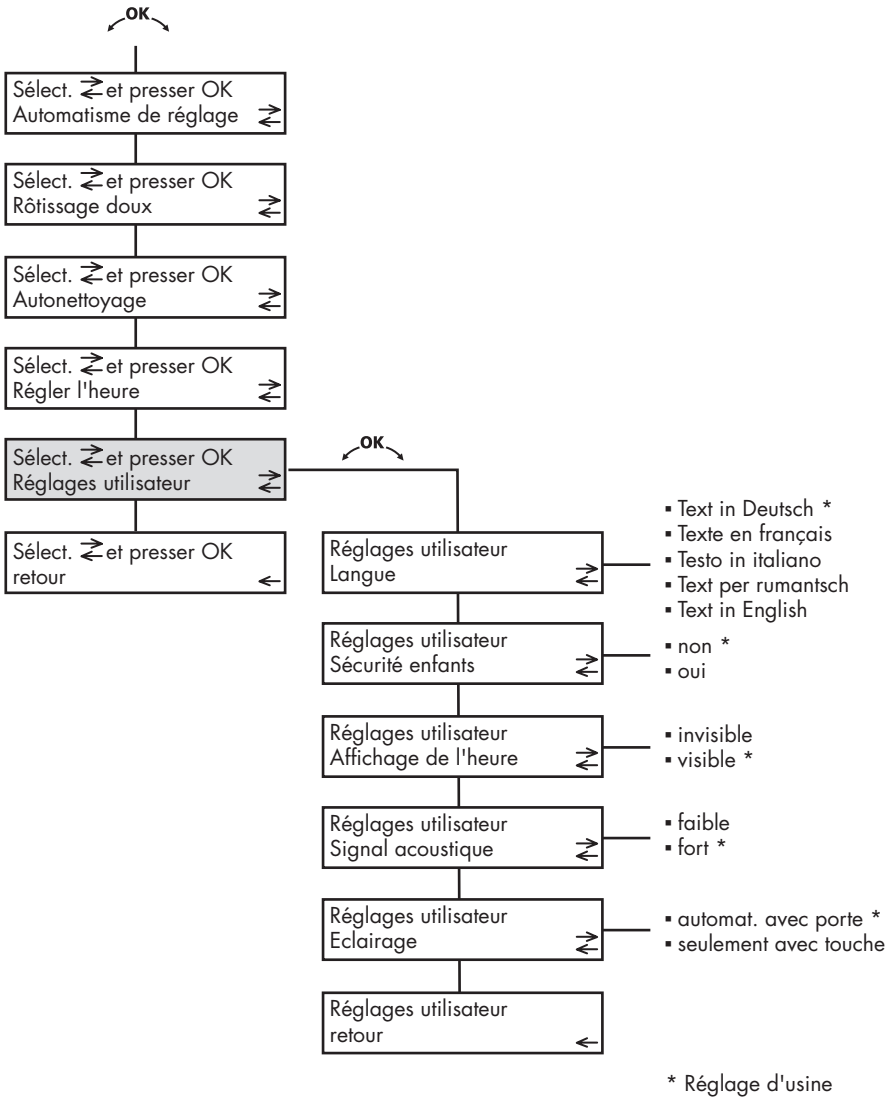 OK
Sélect. ⇄ et presser OK
Automatisme de réglage ⇄
Sélect. ⇄ et presser OK
Rôtissage doux ⇄
Sélect. ⇄ et presser OK
Autonettoyage ⇄
Sélect. ⇄ et presser OK
Régler l'heure ⇄
Sélect. ⇄ et presser OK
Réglages utilisateur ⇄
Sélect. ⇄ et presser OK
retour ←
OK
Réglages utilisateur
Langue ⇄
▪ Text in Deutsch *
▪ Texte en français
▪ Testo in italiano
▪ Text per rumantsch
▪ Text in English
Réglages utilisateur
Sécurité enfants ⇄
▪ non *
▪ oui
Réglages utilisateur
Affichage de l'heure ⇄
▪ invisible
▪ visible *
Réglages utilisateur
Signal acoustique ⇄
▪ faible
▪ fort *
Réglages utilisateur
Eclairage ⇄
▪ automat. avec porte *
▪ seulement avec touche
Réglages utilisateur
retour ←
* Réglage d'usine